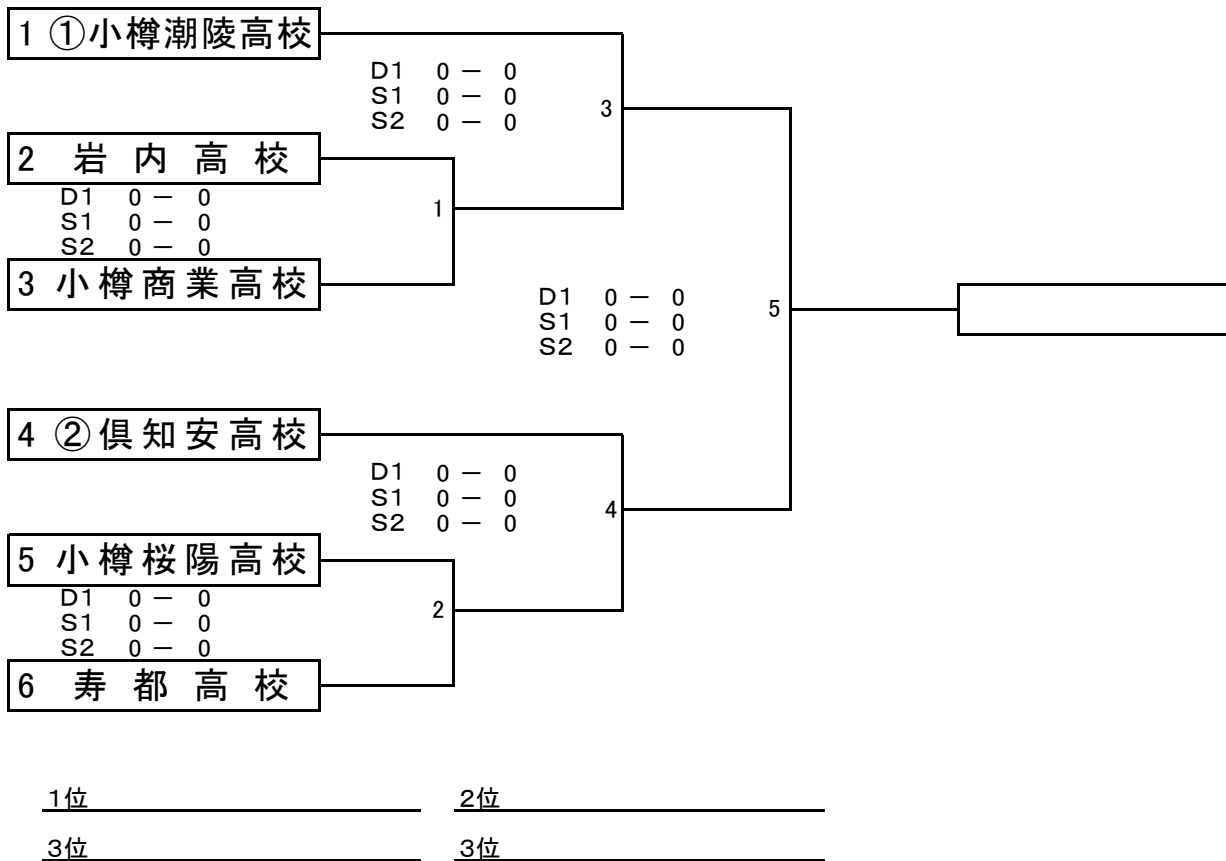 1 ①小樽潮陵高校
D1 0 － 0
S1 0 － 0
S2 0 － 0
3
2 岩内高校
D1 0 － 0
S1 0 － 0
S2 0 － 0
1
3 小樽商業高校
D1 0 － 0
S1 0 － 0
S2 0 － 0
5
4 ②倶知安高校
D1 0 － 0
S1 0 － 0
S2 0 － 0
4
5 小樽桜陽高校
D1 0 － 0
S1 0 － 0
S2 0 － 0
2
6 寿都高校
1位 2位
3位 3位